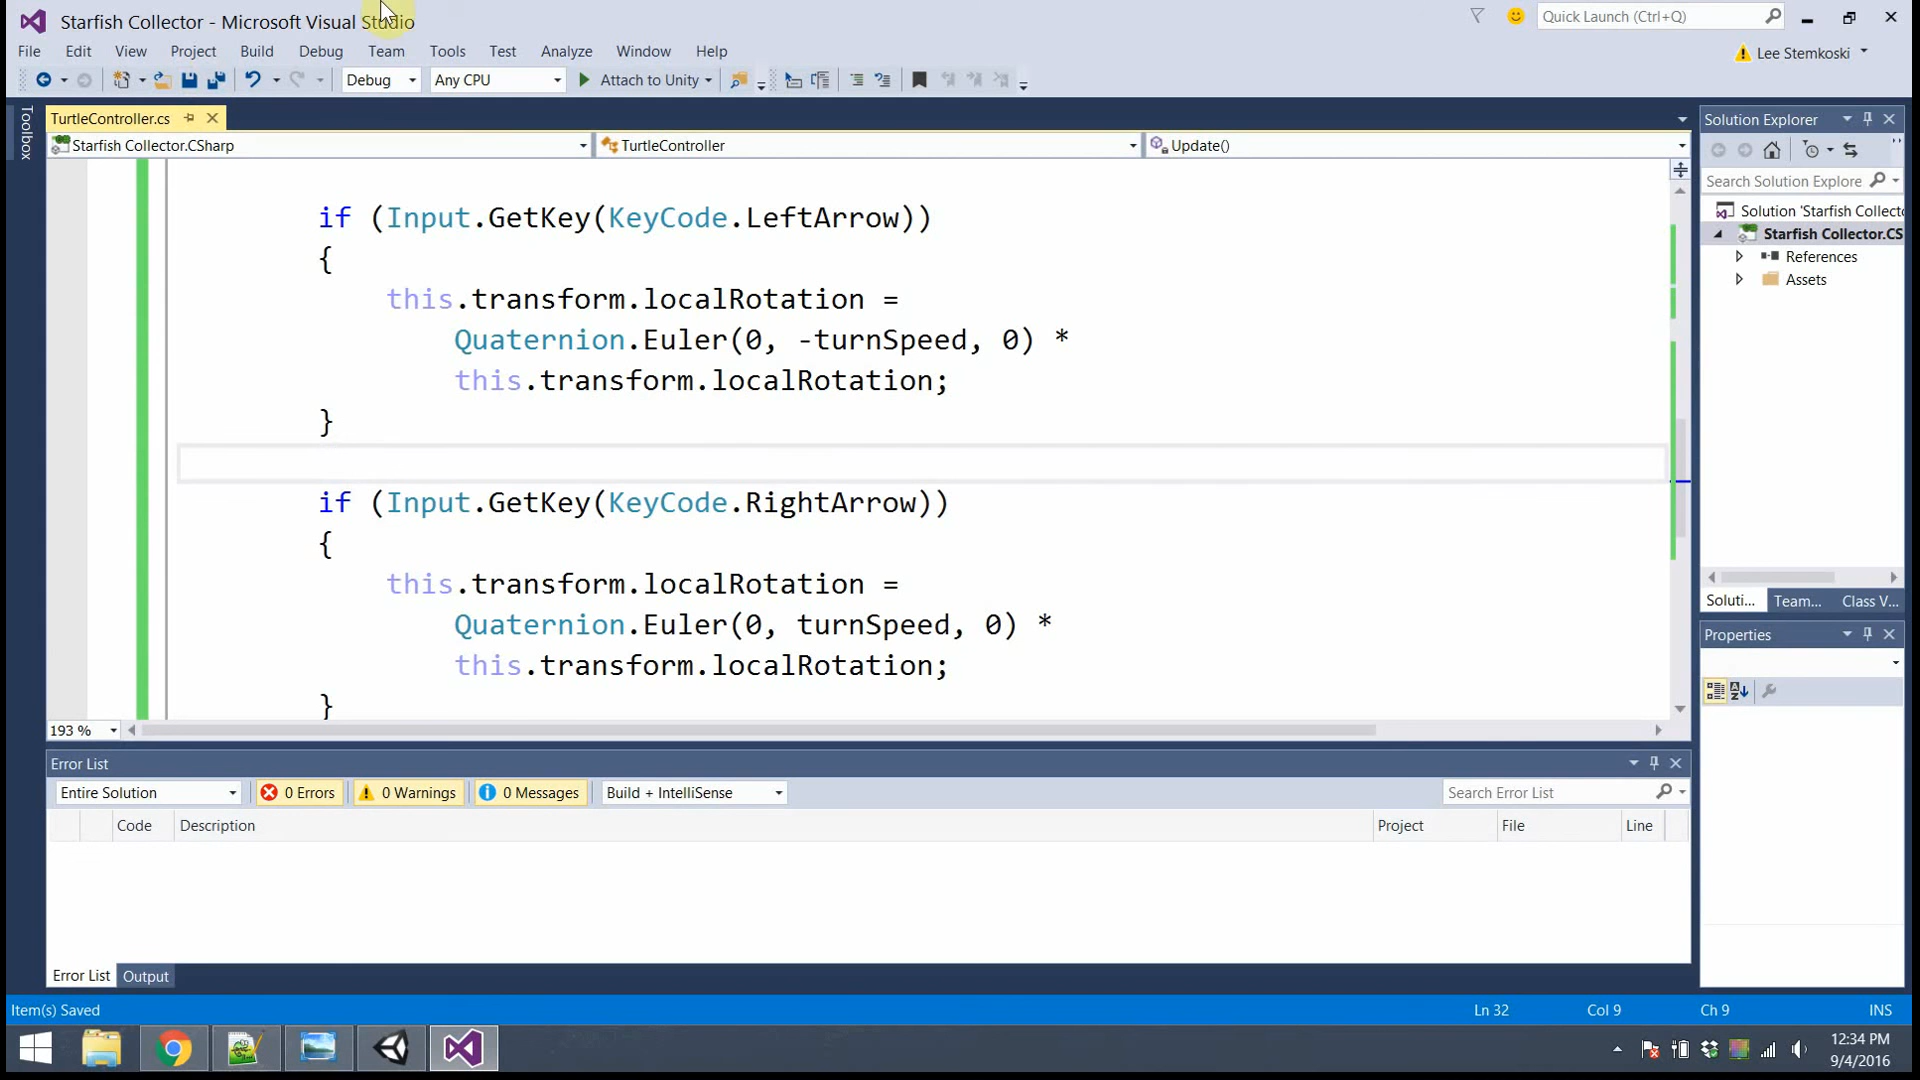 Starfish Collector - Microsoft Visual Studio
Quick Launch (Ctrl+Q)
File Edit View Project Build Debug Team Tools Test Analyze Window Help
Lee Stemkoski
Debug Any CPU Attach to Unity
Toolbox
TurtleController.cs
Starfish Collector.CSharp TurtleController Update()
if (Input.GetKey(KeyCode.LeftArrow))
{
this.transform.localRotation =
Quaternion.Euler(0, -turnSpeed, 0) *
this.transform.localRotation;
}
if (Input.GetKey(KeyCode.RightArrow))
{
this.transform.localRotation =
Quaternion.Euler(0, turnSpeed, 0) *
this.transform.localRotation;
}
193 %
Solution Explorer
Search Solution Explore
Solution 'Starfish Collecto
Starfish Collector.CS
References
Assets
Soluti... Team... Class V...
Properties
Error List
Entire Solution 0 Errors 0 Warnings 0 Messages Build + IntelliSense Search Error List
Code Description Project File Line
Error List Output
Item(s) Saved Ln 32 Col 9 Ch 9 INS
12:34 PM
9/4/2016